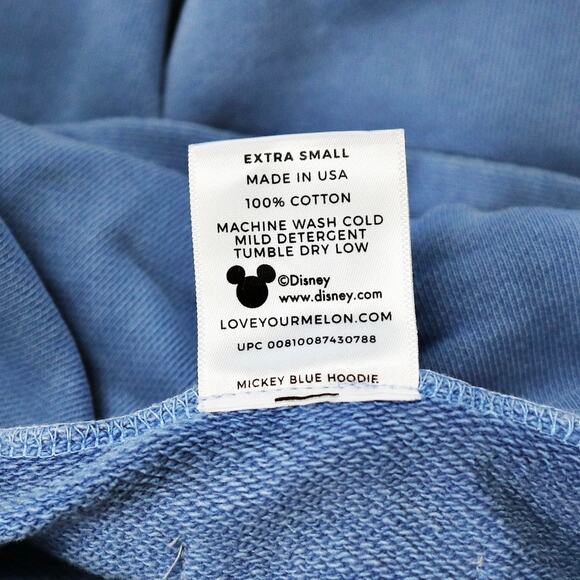 EXTRA SMALL
MADE IN USA
100% COTTON
MACHINE WASH COLD
MILD DETERGENT
TUMBLE DRY LOW
©Disney
www.disney.com
LOVEYOURMELON.COM
UPC 00810087430788
MICKEY BLUE HOODIE